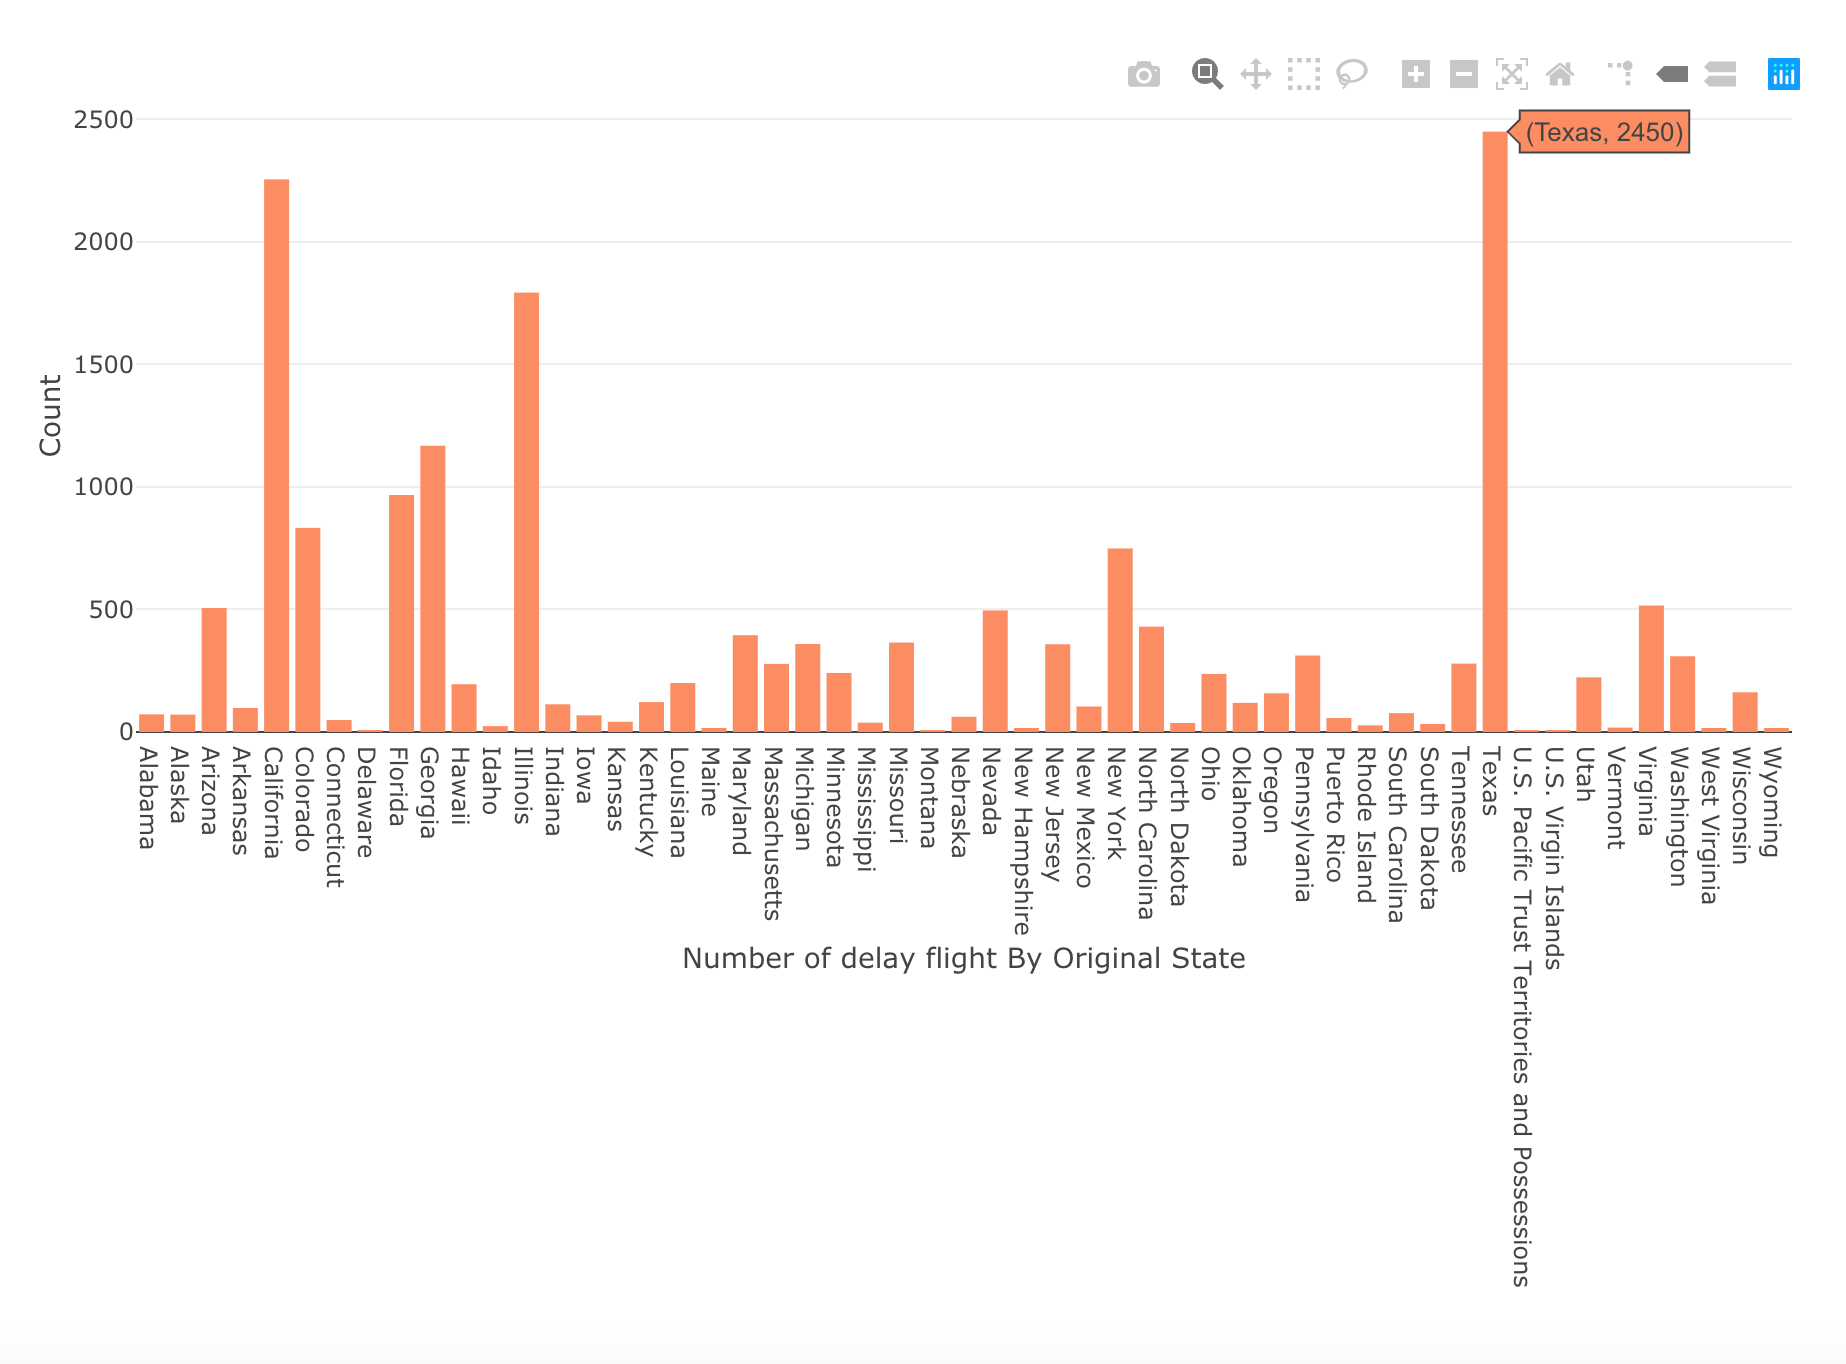 2500
(Texas, 2450)
2000
1500
1000
500
0
Count
Alabama
Alaska
Arizona
Arkansas
California
Colorado
Connecticut
Delaware
Florida
Georgia
Hawaii
Idaho
Illinois
Indiana
Iowa
Kansas
Kentucky
Louisiana
Maine
Maryland
Massachusetts
Michigan
Minnesota
Mississippi
Missouri
Montana
Nebraska
Nevada
New Hampshire
New Jersey
New Mexico
New York
North Carolina
North Dakota
Ohio
Oklahoma
Oregon
Pennsylvania
Puerto Rico
Rhode Island
South Carolina
South Dakota
Tennessee
Texas
U.S. Pacific Trust Territories and Possessions
U.S. Virgin Islands
Utah
Vermont
Virginia
Washington
West Virginia
Wisconsin
Wyoming
Number of delay flight By Original State